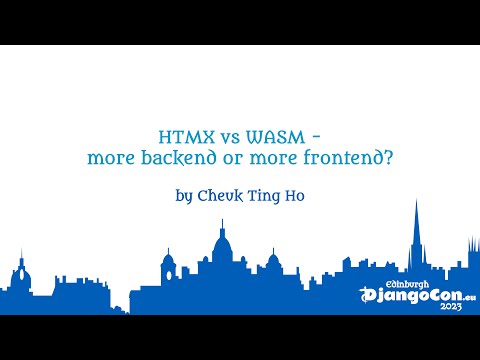 HTMX vs WASM -
more backend or more frontend?
by Cheuk Ting Ho
Edinburgh
DjangoCon.eu
2023